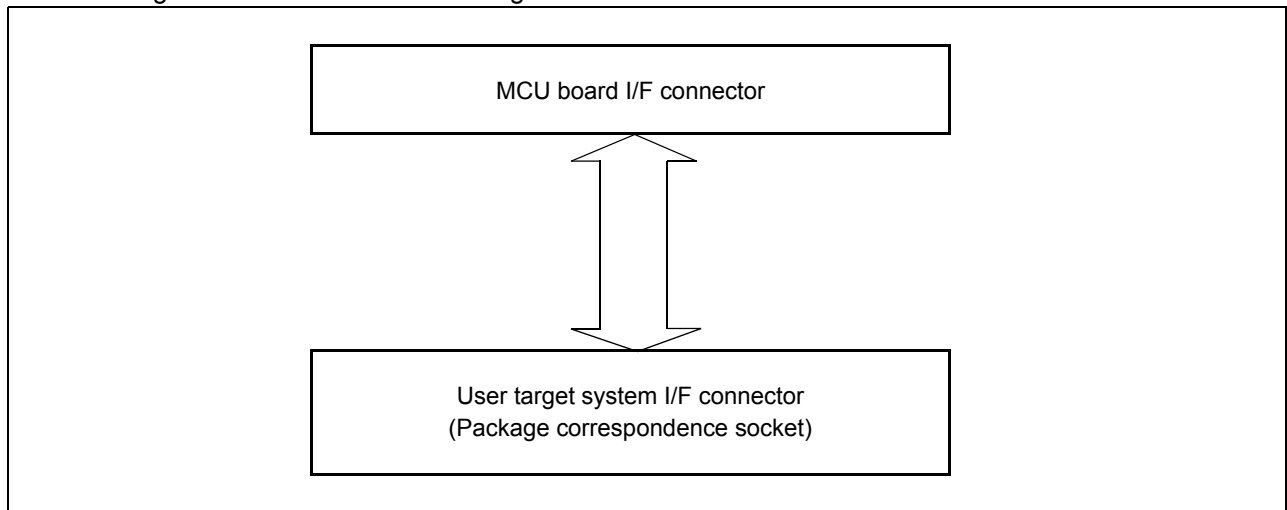 MCU board I/F connector
User target system I/F connector
(Package correspondence socket)